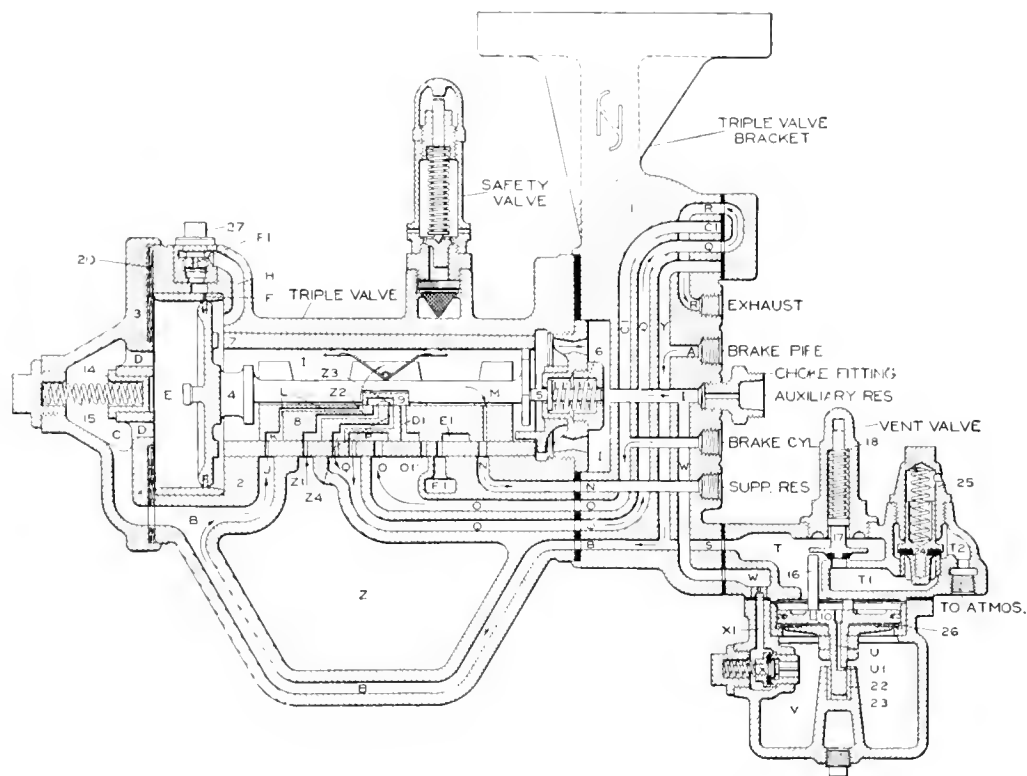 TRIPLE VALVE
BRACKET
SAFETY
VALVE
27
F1
20
H
F
TRIPLE VALVE
3
7
I
R
C1
Q
EXHAUST
R
BRAKE PIPE
A
CHOKE FITTING
AUXILIARY RES
I
VENT VALVE
18
BRAKE CYL
SUPP. RES
14
D
E
4
I
Z3
L
Z2
9
M
5
6
15
C
D
8
P
D1
E1
K
2
J
Z1
Z4
Q
O
O1
F1
N
I
N
W
25
B
O
Q
B
S
T
17
24
T2
16
T1
Z
W
TO ATMOS.
10
26
X1
U
U1
22
23
V
B